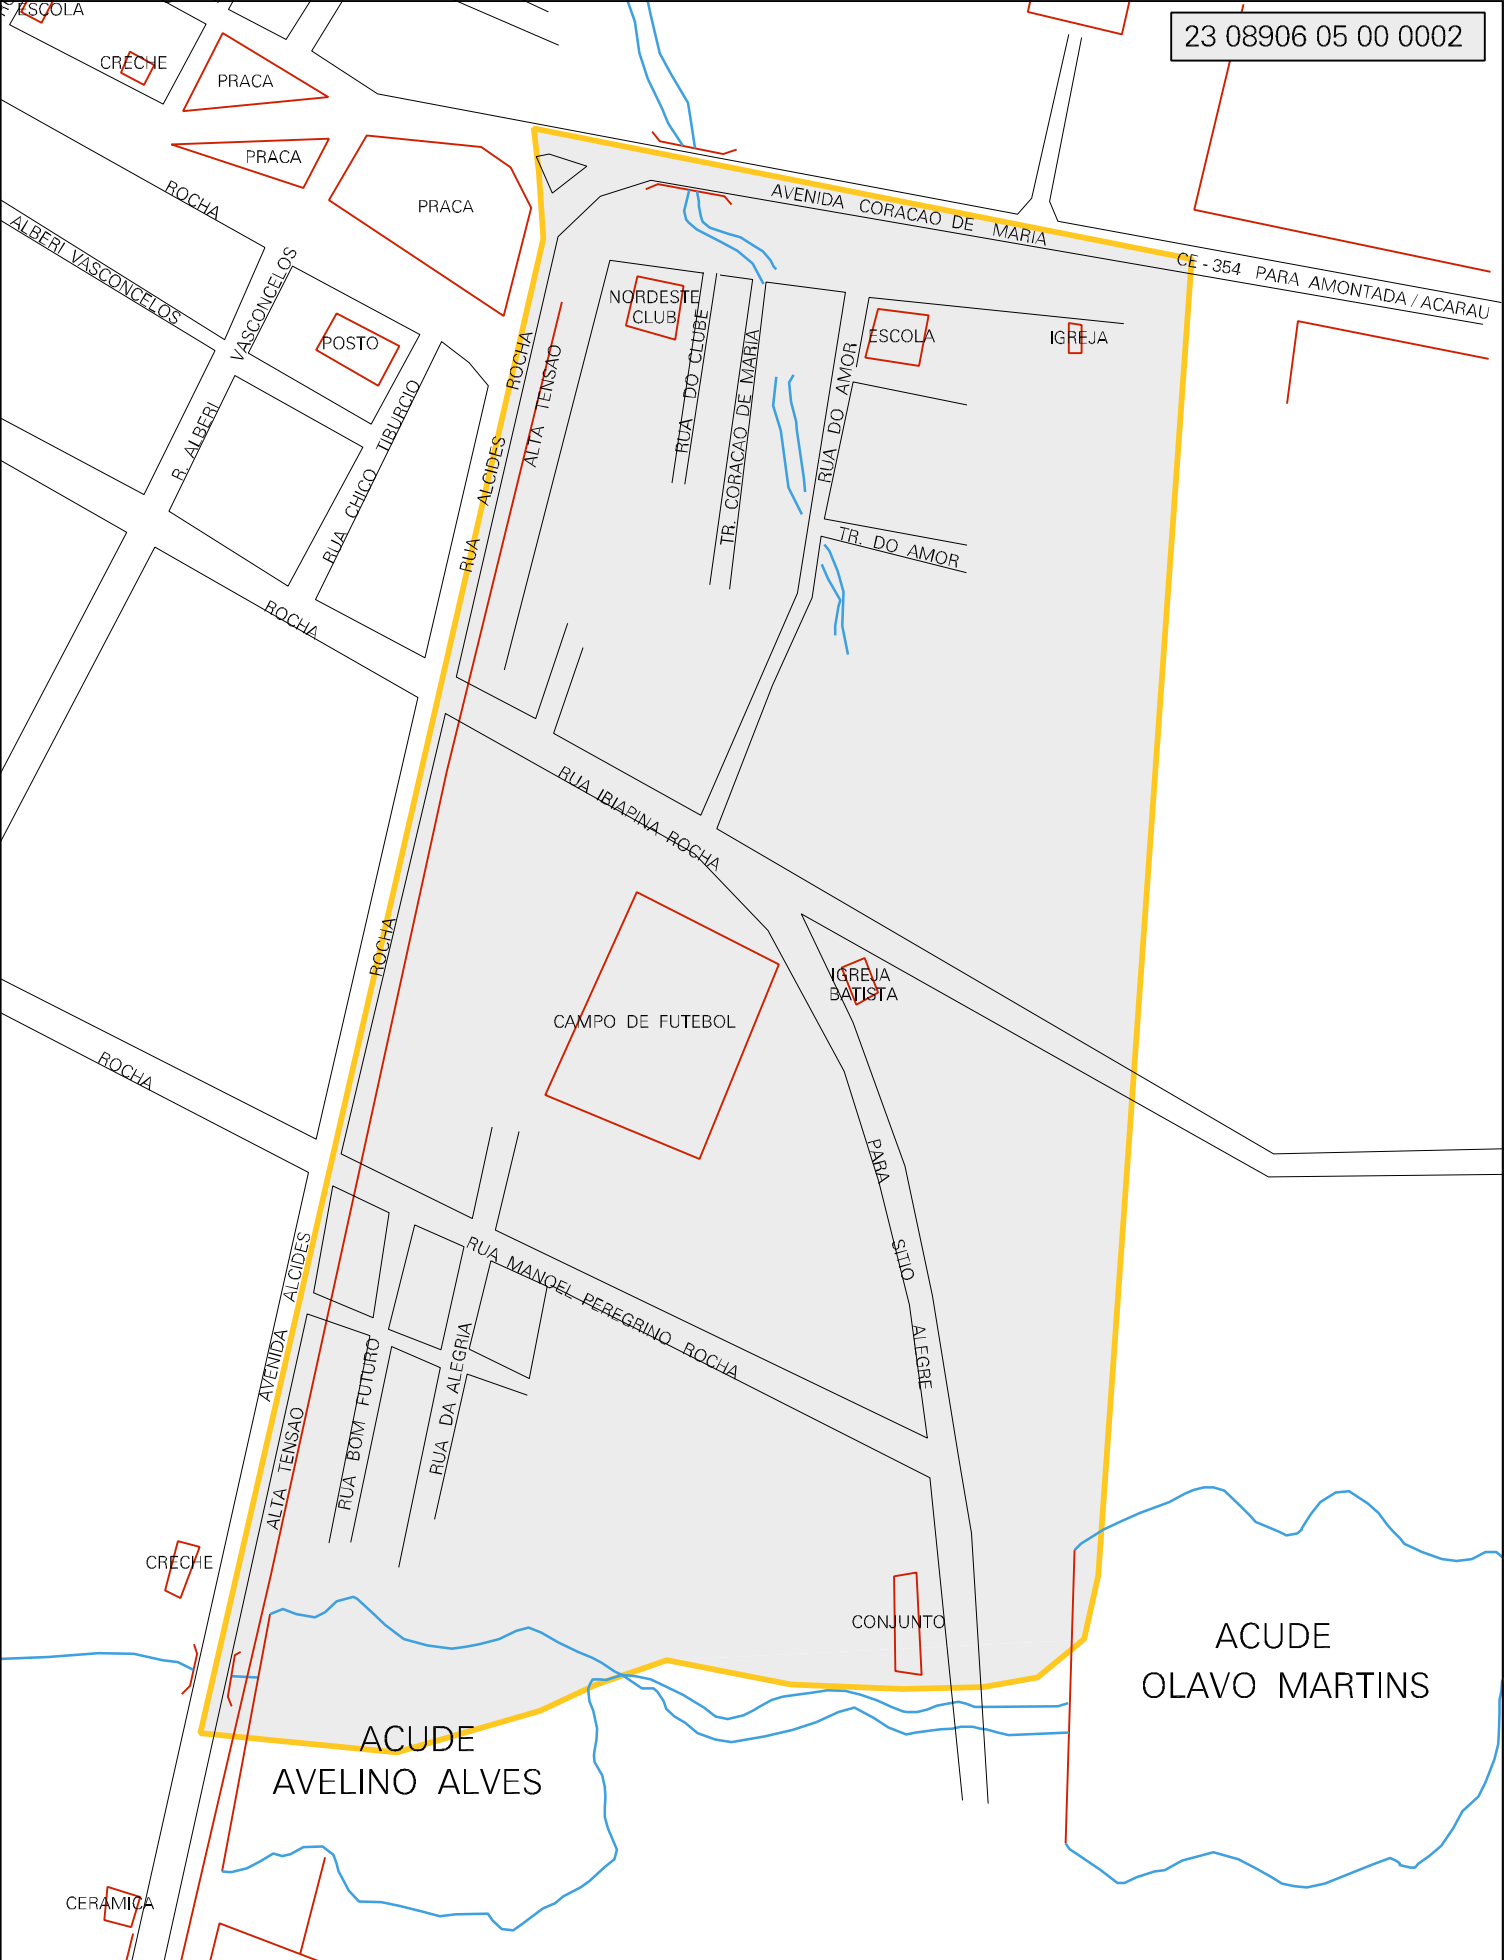 ESCOLA
23 08906 05 00 0002
CRECHE
PRACA
PRACA
PRACA
ROCHA
AVENIDA CORACAO DE MARIA
ALBERI VASCONCELOS
VASCONCELOS
CE - 354 PARA AMONTADA / ACARAU
NORDESTE
CLUB
POSTO
ESCOLA
IGREJA
RUA ALCIDES ROCHA
ALTA TENSAO
RUA DO CLUBE
TR. CORACAO DE MARIA
RUA DO AMOR
R. ALBERI
RUA CHICO TIBURCIO
TR. DO AMOR
ROCHA
RUA IBIAPINA ROCHA
ROCHA
IGREJA
BATISTA
CAMPO DE FUTEBOL
ROCHA
PARA SITIO ALEGRE
AVENIDA ALCIDES
RUA MANOEL PEREGRINO ROCHA
RUA BOM FUTURO
RUA DA ALEGRIA
ALTA TENSAO
CRECHE
CONJUNTO
ACUDE
OLAVO MARTINS
ACUDE
AVELINO ALVES
CERAMICA